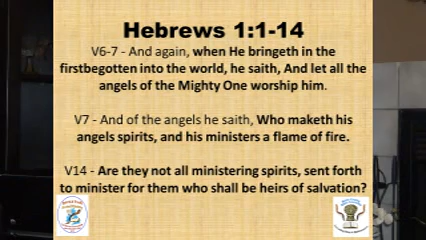 Hebrews 1:1-14
V6-7 - And again, when He bringeth in the
firstbegotten into the world, he saith, And let all the
angels of the Mighty One worship him.
V7 - And of the angels he saith, Who maketh his
angels spirits, and his ministers a flame of fire.
V14 - Are they not all ministering spirits, sent forth
to minister for them who shall be heirs of salvation?